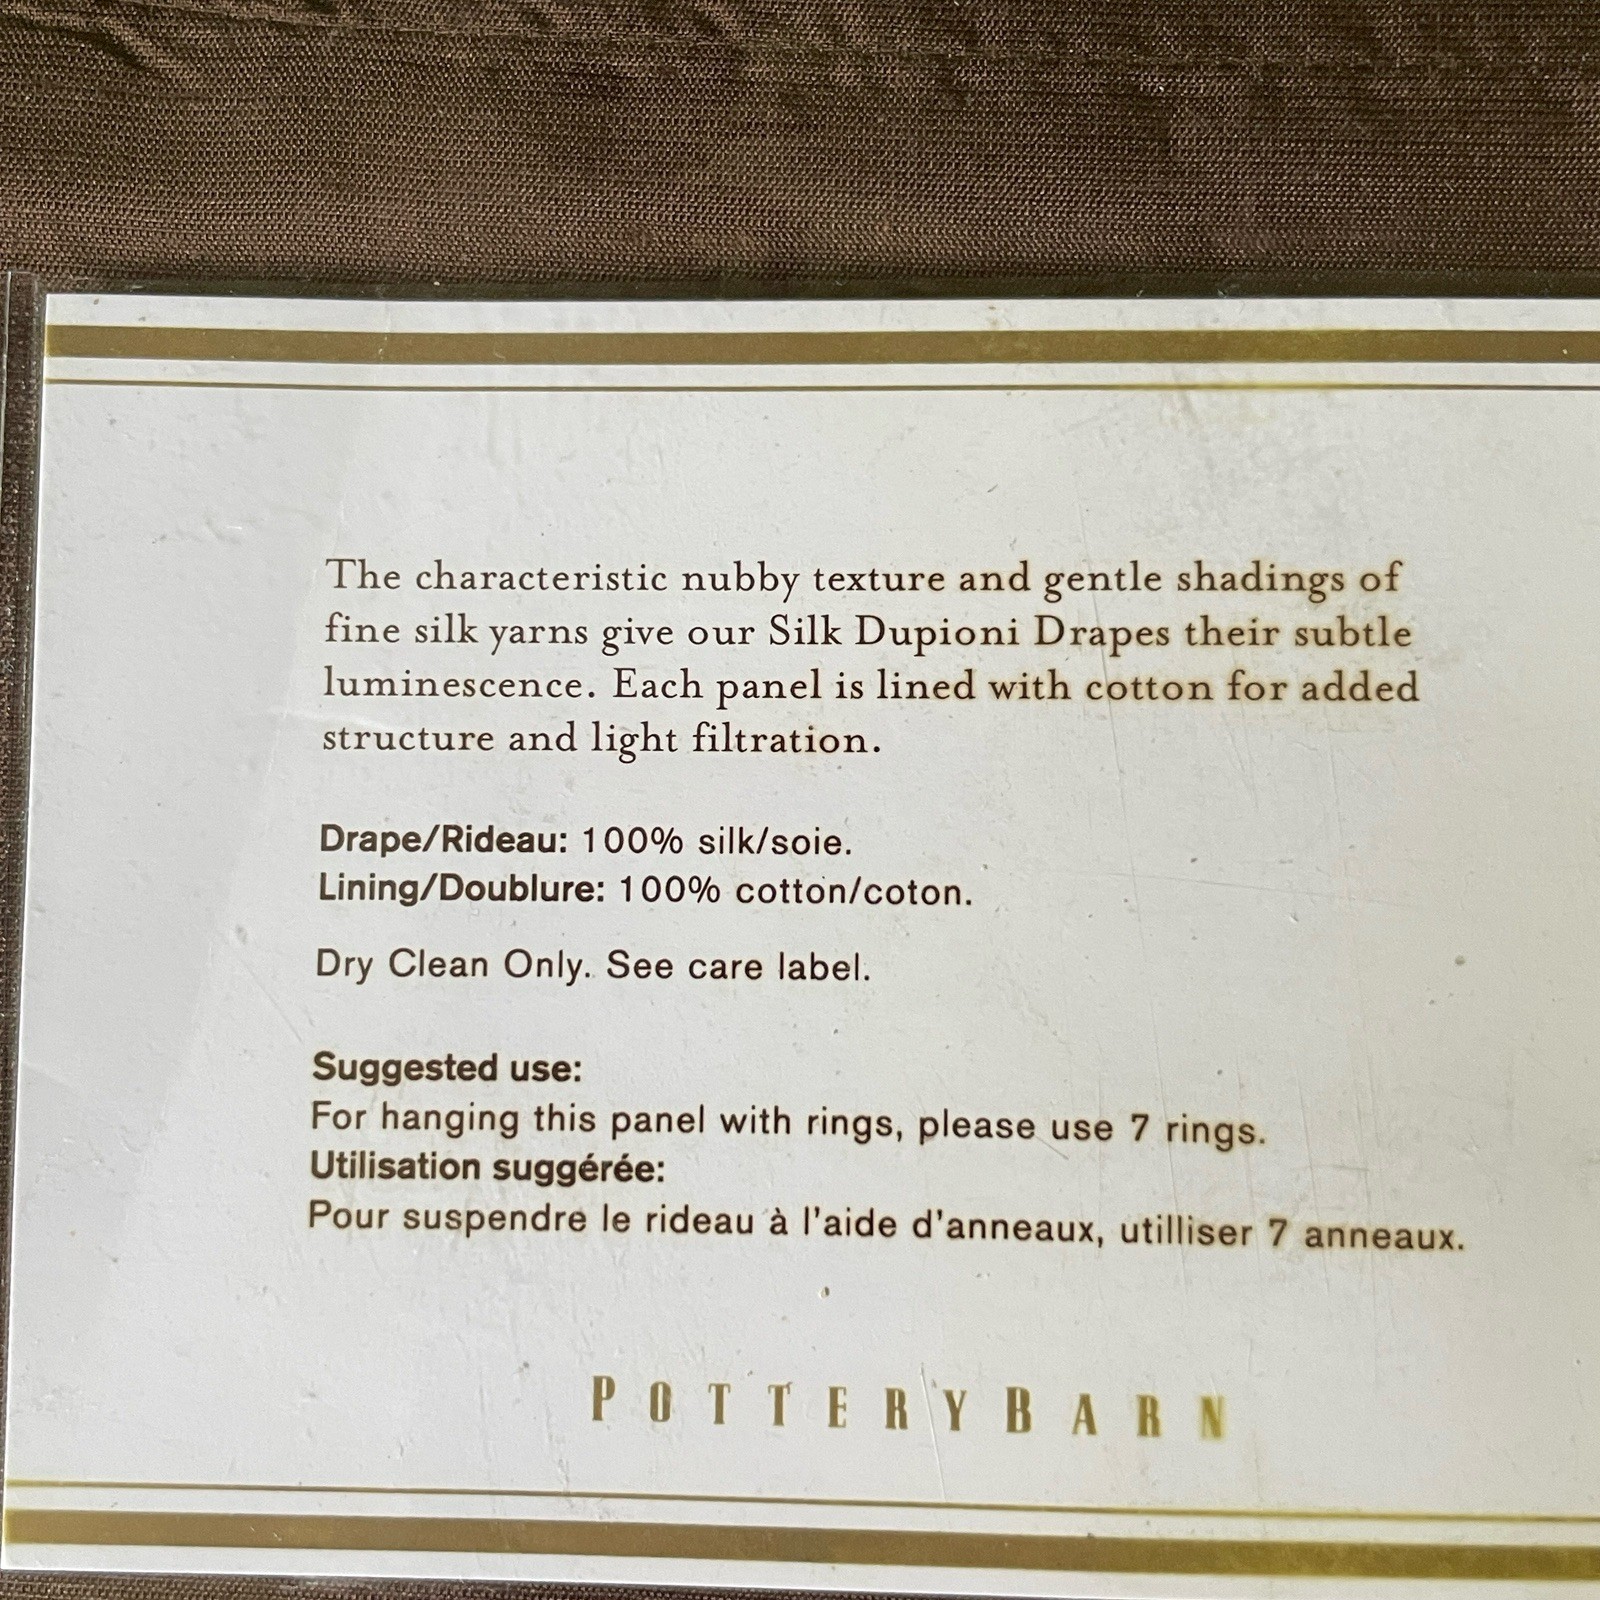 The characteristic nubby texture and gentle shadings of
fine silk yarns give our Silk Dupioni Drapes their subtle
luminescence. Each panel is lined with cotton for added
structure and light filtration.
Drape/Rideau: 100% silk/soie.
Lining/Doublure: 100% cotton/coton.
Dry Clean Only. See care label.
Suggested use:
For hanging this panel with rings, please use 7 rings.
Utilisation suggérée:
Pour suspendre le rideau à l'aide d'anneaux, utilliser 7 anneaux.
POTTERYBARN